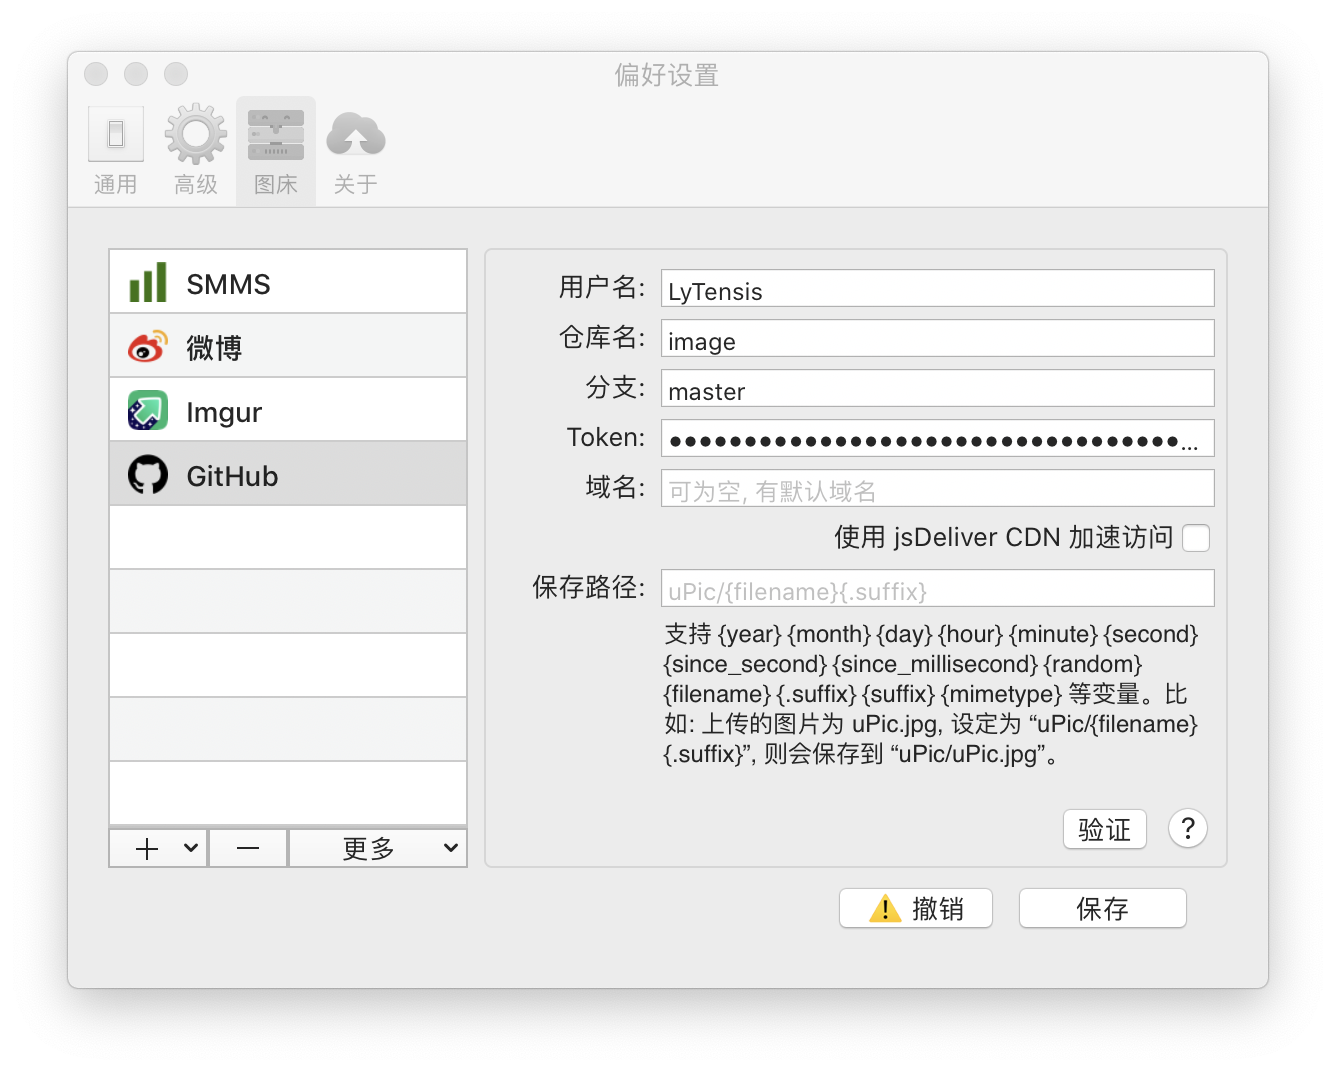 偏好设置
通用
高级
图床
关于
SMMS
微博
Imgur
GitHub
更多
用户名: LyTensis
仓库名: image
分支: master
Token: ●●●●●●●●●●●●●●●●●●●●●●●●●●●●●●●●●●...
域名: 可为空, 有默认域名
使用 jsDeliver CDN 加速访问
保存路径: uPic/{filename}{.suffix}
支持 {year} {month} {day} {hour} {minute} {second}
{since_second} {since_millisecond} {random}
{filename} {.suffix} {suffix} {mimetype} 等变量。比
如: 上传的图片为 uPic.jpg, 设定为 “uPic/{filename}
{.suffix}”, 则会保存到 “uPic/uPic.jpg”。
验证
?
撤销
保存